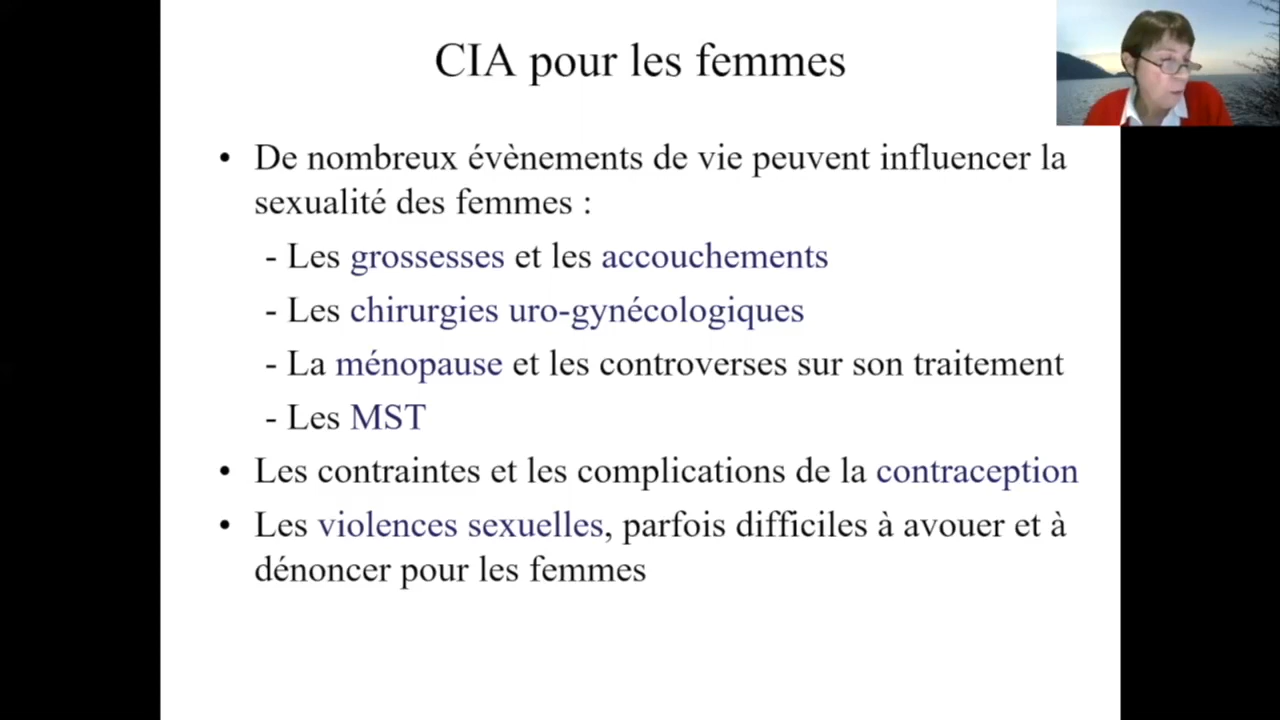 CIA pour les femmes
• De nombreux évènements de vie peuvent influencer la
sexualité des femmes :
- Les grossesses et les accouchements
- Les chirurgies uro-gynécologiques
- La ménopause et les controverses sur son traitement
- Les MST
• Les contraintes et les complications de la contraception
• Les violences sexuelles, parfois difficiles à avouer et à
dénoncer pour les femmes